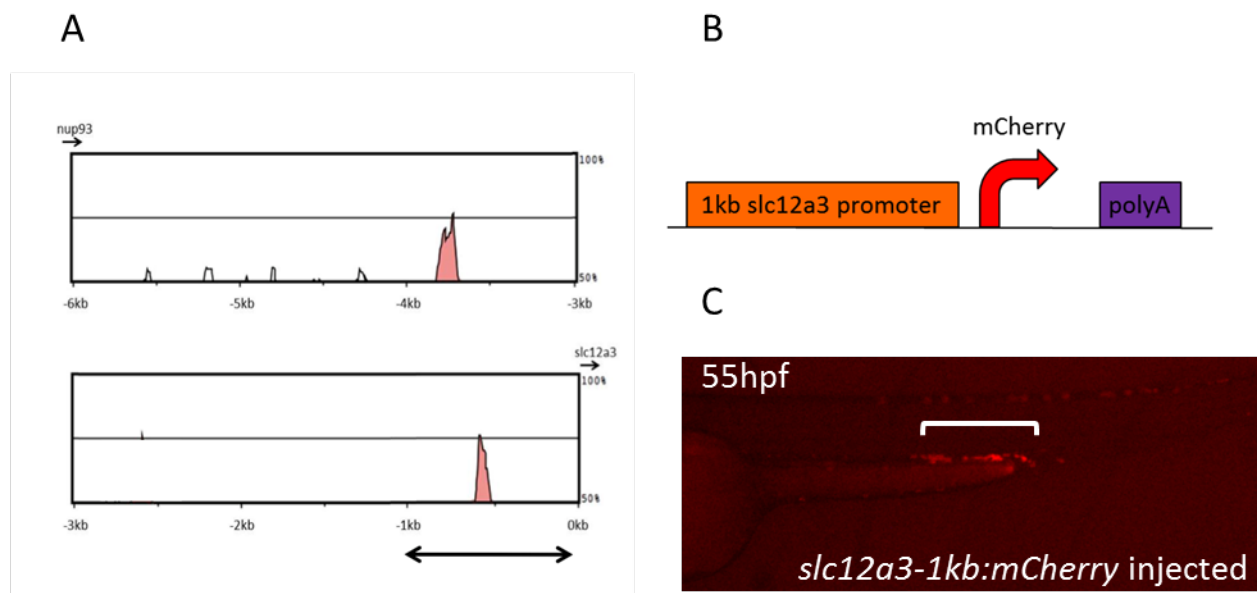 A
nup93
100%
50%
-6kb -5kb -4kb -3kb
slc12a3
100%
50%
-3kb -2kb -1kb 0kb
B
mCherry
1kb slc12a3 promoter
polyA
C
55hpf
slc12a3-1kb:mCherry injected